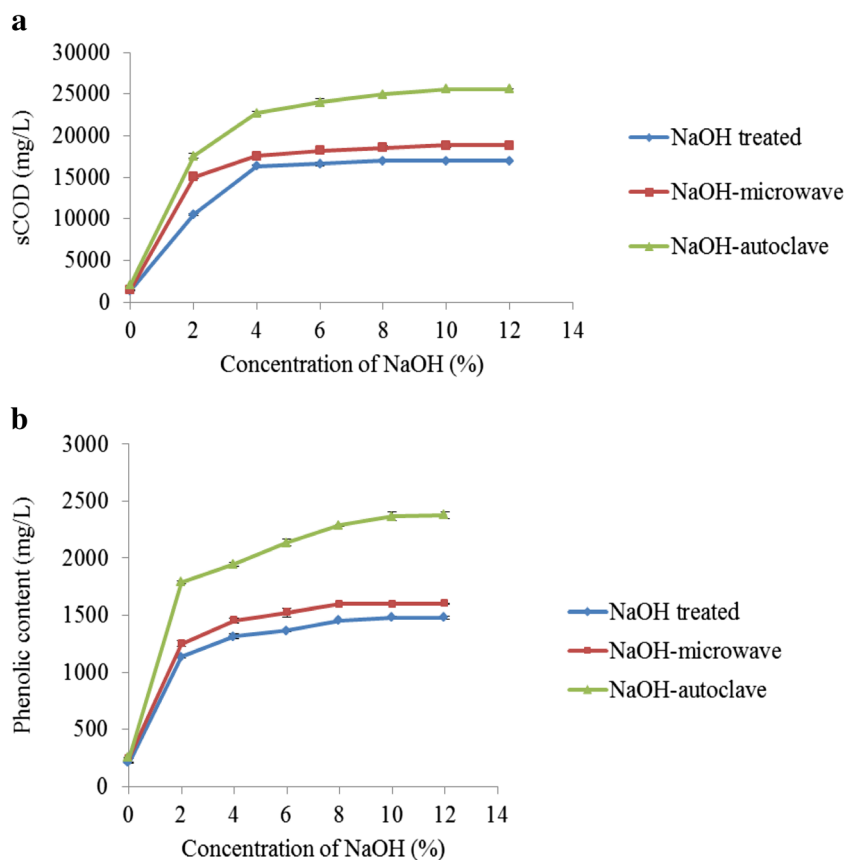 a
30000
25000
20000
15000
10000
5000
0
sCOD (mg/L)
0 2 4 6 8 10 12 14
Concentration of NaOH (%)
NaOH treated
NaOH-microwave
NaOH-autoclave
b
3000
2500
2000
1500
1000
500
0
Phenolic content (mg/L)
0 2 4 6 8 10 12 14
Concentration of NaOH (%)
NaOH treated
NaOH-microwave
NaOH-autoclave